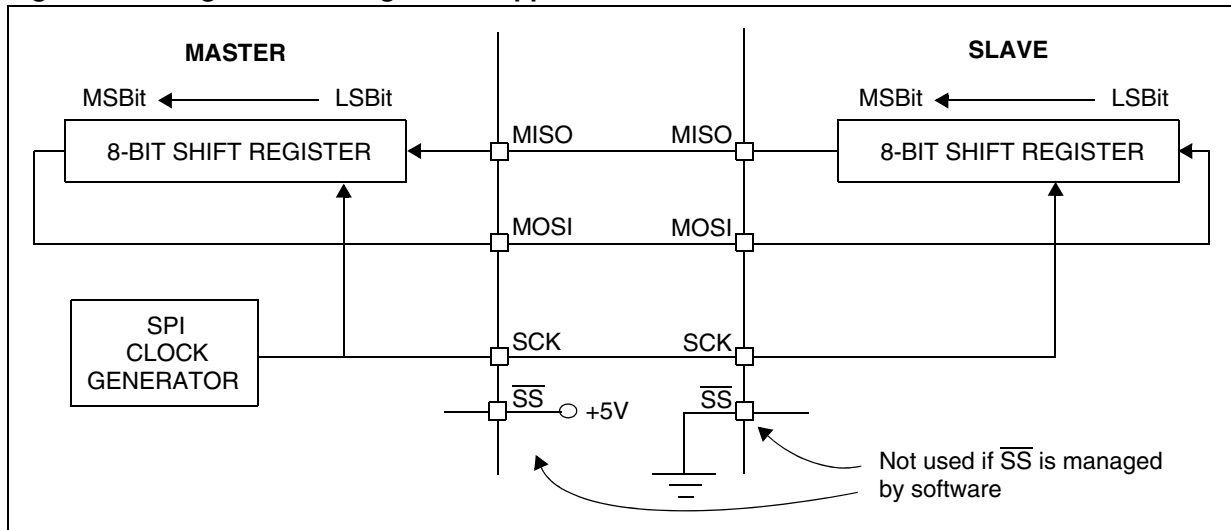 MASTER
SLAVE
MSBit
LSBit
MSBit
LSBit
8-BIT SHIFT REGISTER
MISO
MISO
8-BIT SHIFT REGISTER
MOSI
MOSI
SPI
CLOCK
GENERATOR
SCK
SCK
SS
+5V
SS
Not used if SS is managed
by software